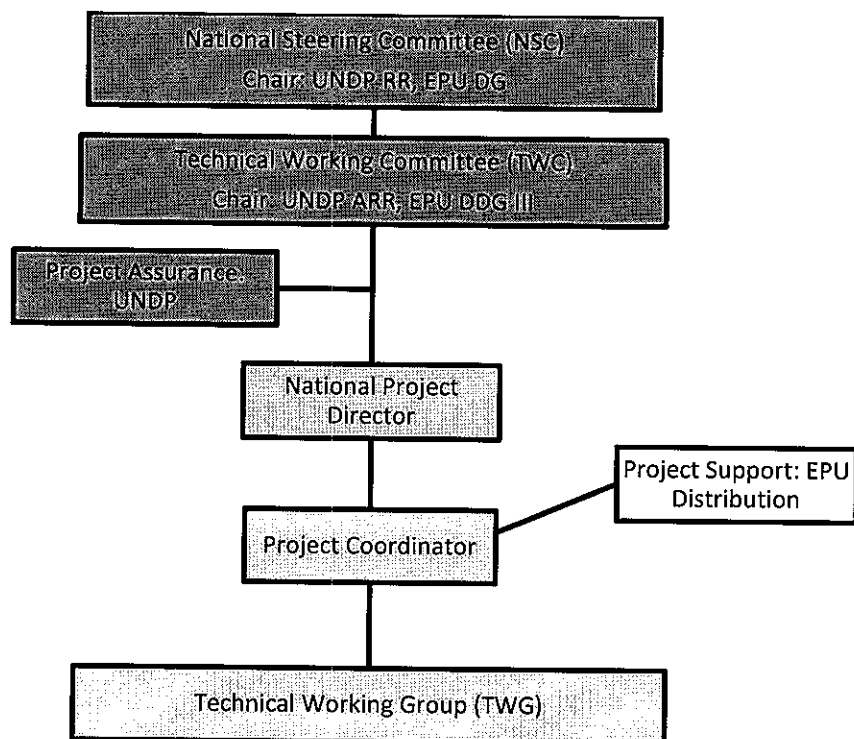 National Steering Committee (NSC)
Chair: UNDP RR, EPU DG
Technical Working Committee (TWC)
Chair: UNDP ARR, EPU DDG III
Project Assurance:
UNDP
National Project
Director
Project Support: EPU
Distribution
Project Coordinator
Technical Working Group (TWG)